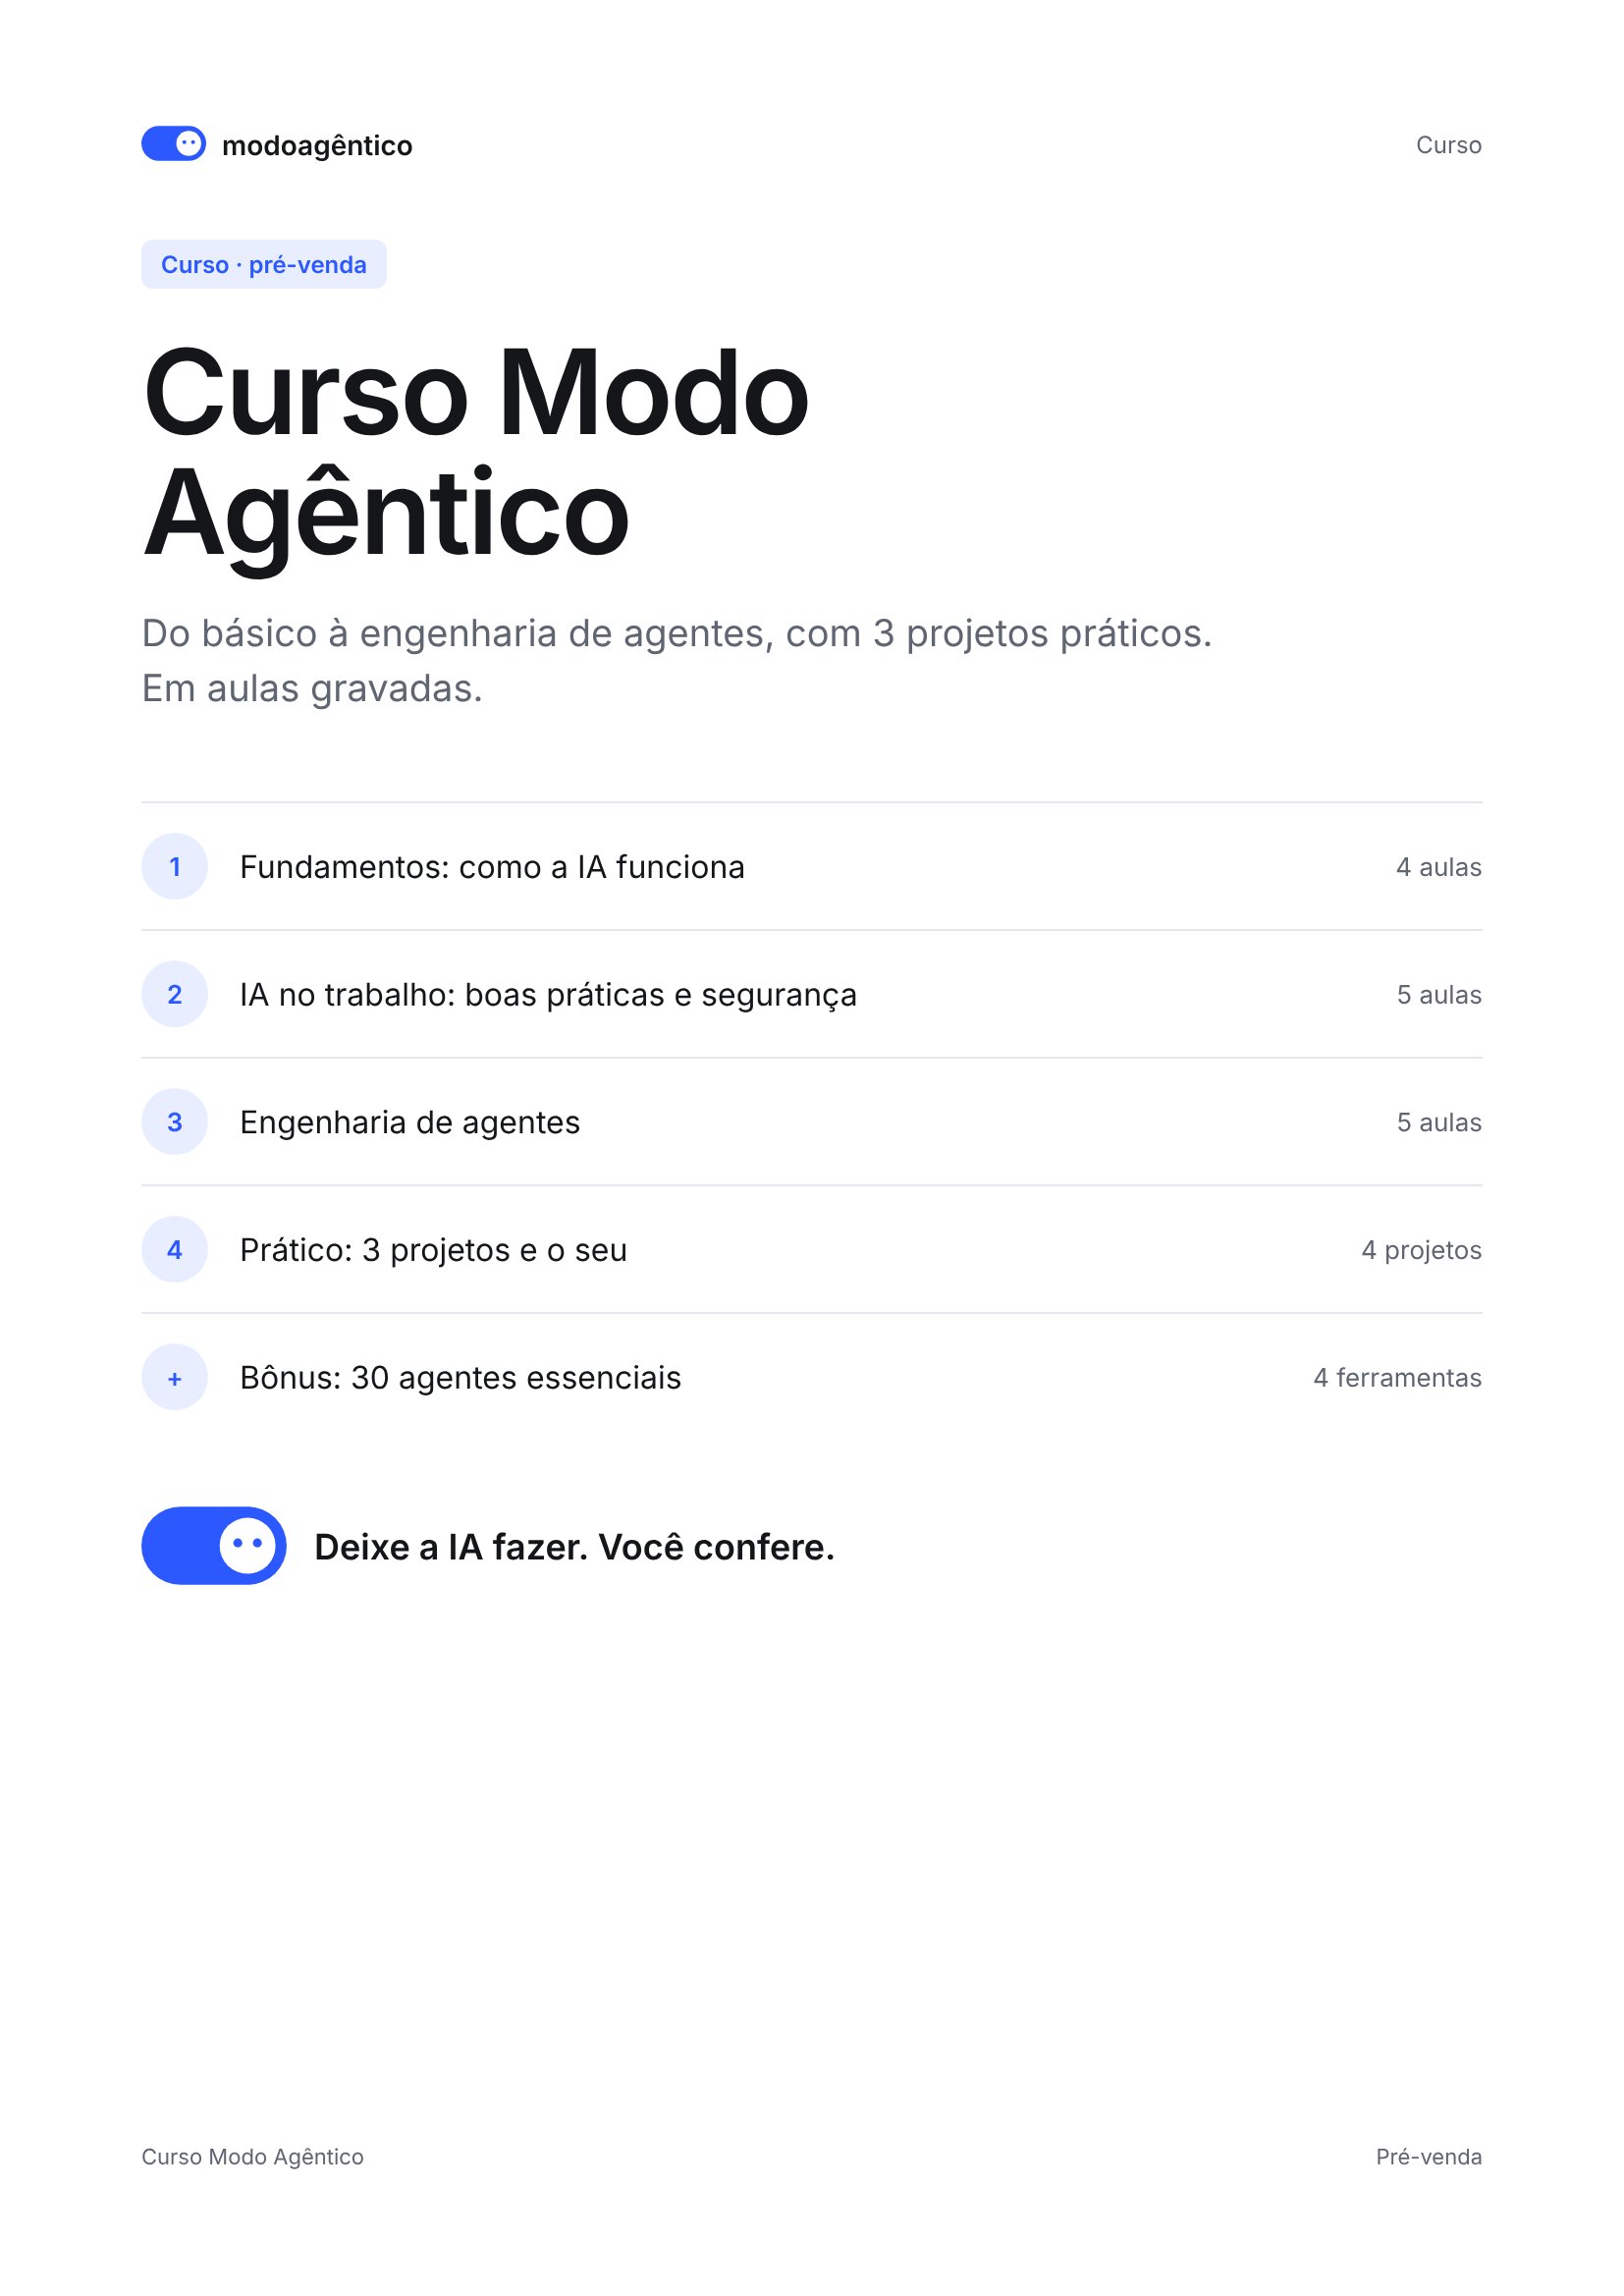 modoagêntico
Curso
Curso · pré-venda
Curso Modo
Agêntico
Do básico à engenharia de agentes, com 3 projetos práticos.
Em aulas gravadas.
1 Fundamentos: como a IA funciona 4 aulas
2 IA no trabalho: boas práticas e segurança 5 aulas
3 Engenharia de agentes 5 aulas
4 Prático: 3 projetos e o seu 4 projetos
+ Bônus: 30 agentes essenciais 4 ferramentas
Deixe a IA fazer. Você confere.
Curso Modo Agêntico
Pré-venda